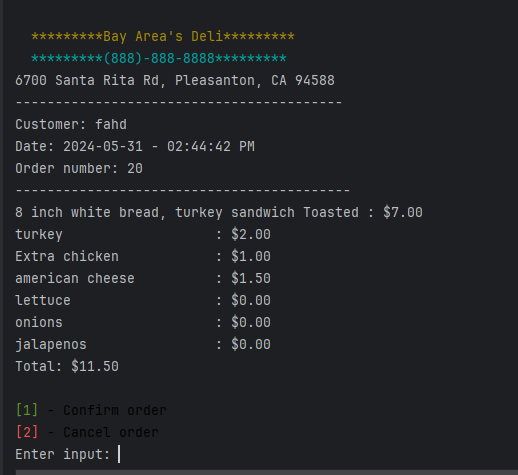 *********Bay Area's Deli*********
*********(888)-888-8888*********
6700 Santa Rita Rd, Pleasanton, CA 94588
-----------------------------------------
Customer: fahd
Date: 2024-05-31 - 02:44:42 PM
Order number: 20
------------------------------------------
8 inch white bread, turkey sandwich Toasted : $7.00
turkey                   : $2.00
Extra chicken            : $1.00
american cheese          : $1.50
lettuce                  : $0.00
onions                   : $0.00
jalapenos                : $0.00
Total: $11.50
[1] - Confirm order
[2] - Cancel order
Enter input: